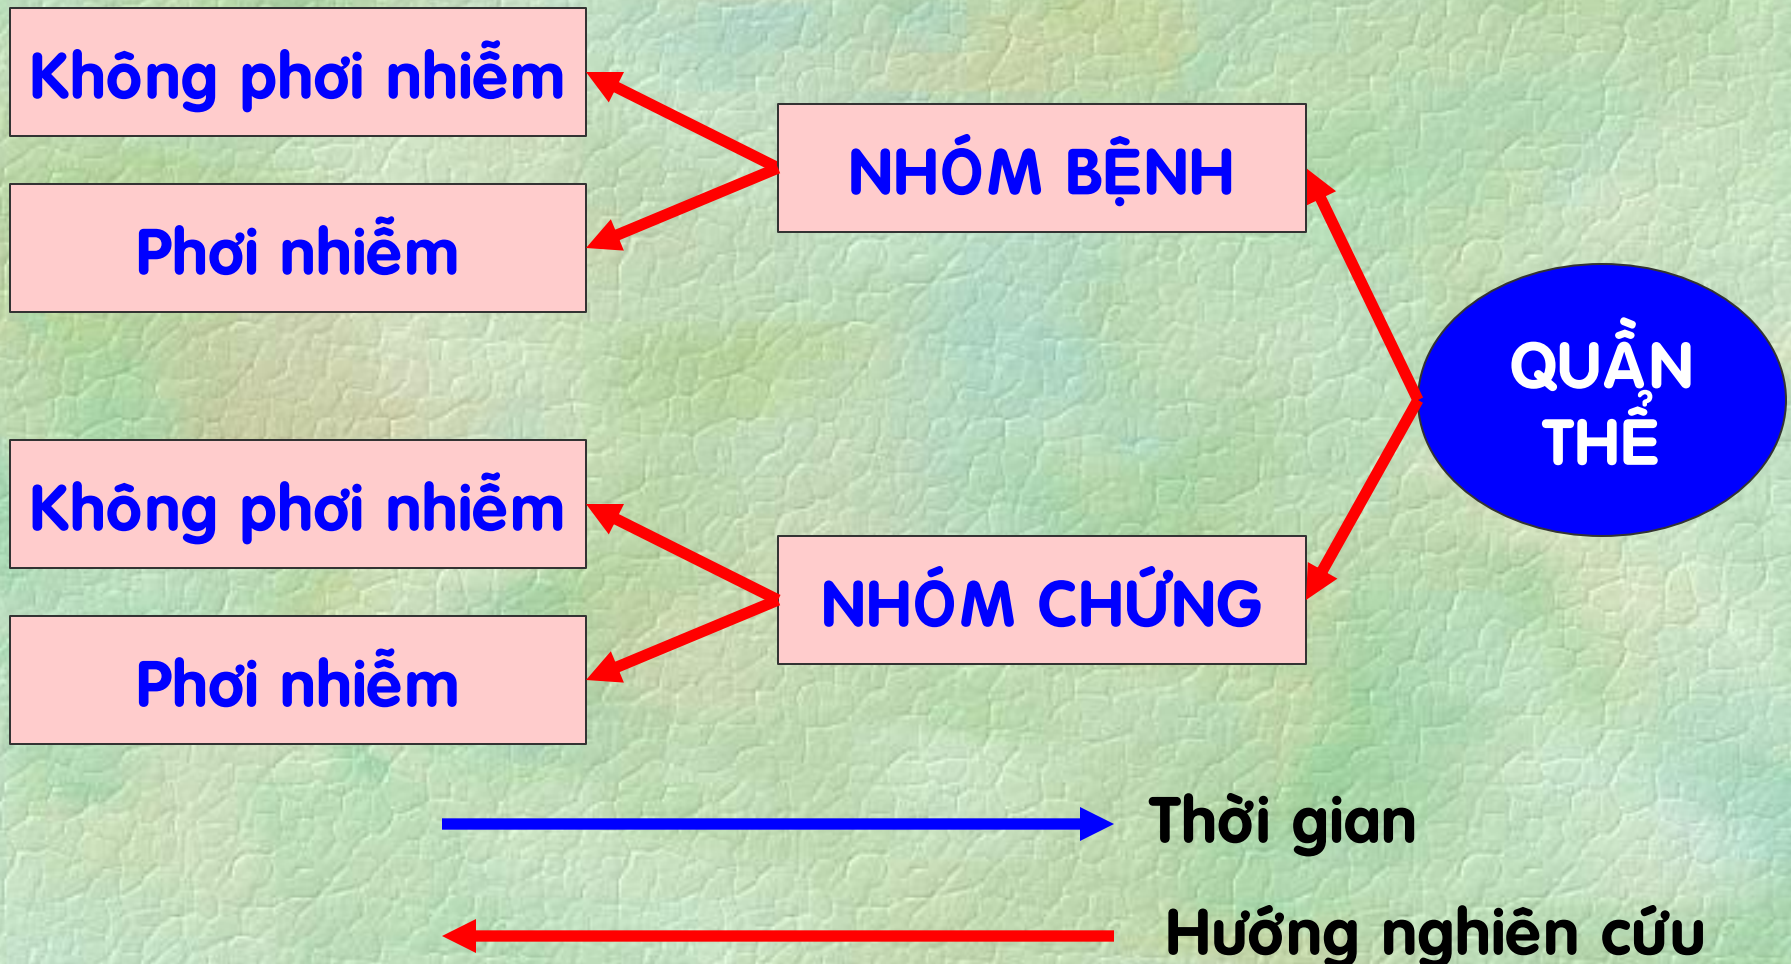 Không phơi nhiễm
NHÓM BỆNH
Phơi nhiễm
QUẦN
THỂ
Không phơi nhiễm
NHÓM CHỨNG
Phơi nhiễm
Thời gian
Hướng nghiên cứu